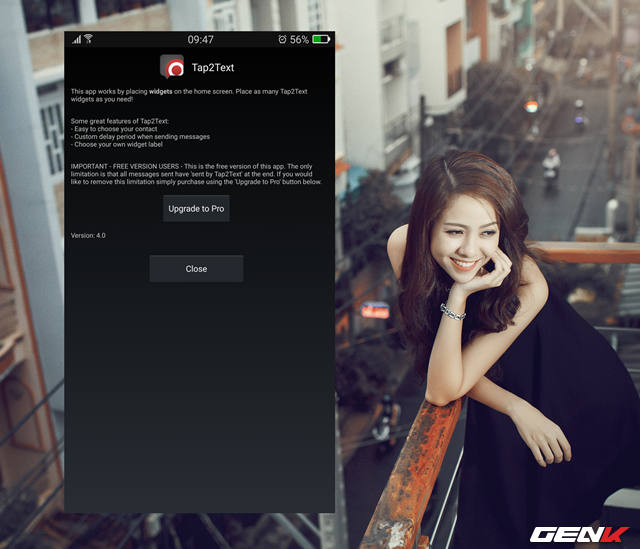 09:47
56%
Tap2Text
This app works by placing widgets on the home screen. Place as many Tap2Text
widgets as you need!
Some great features of Tap2Text:
- Easy to choose your contact
- Custom delay period when sending messages
- Choose your own widget label
IMPORTANT - FREE VERSION USERS - This is the free version of this app. The only
limitation is that all messages sent have 'sent by Tap2Text' at the end. If you would
like to remove this limitation simply purchase using the 'Upgrade to Pro' button below.
Upgrade to Pro
Version: 4.0
Close
GENK